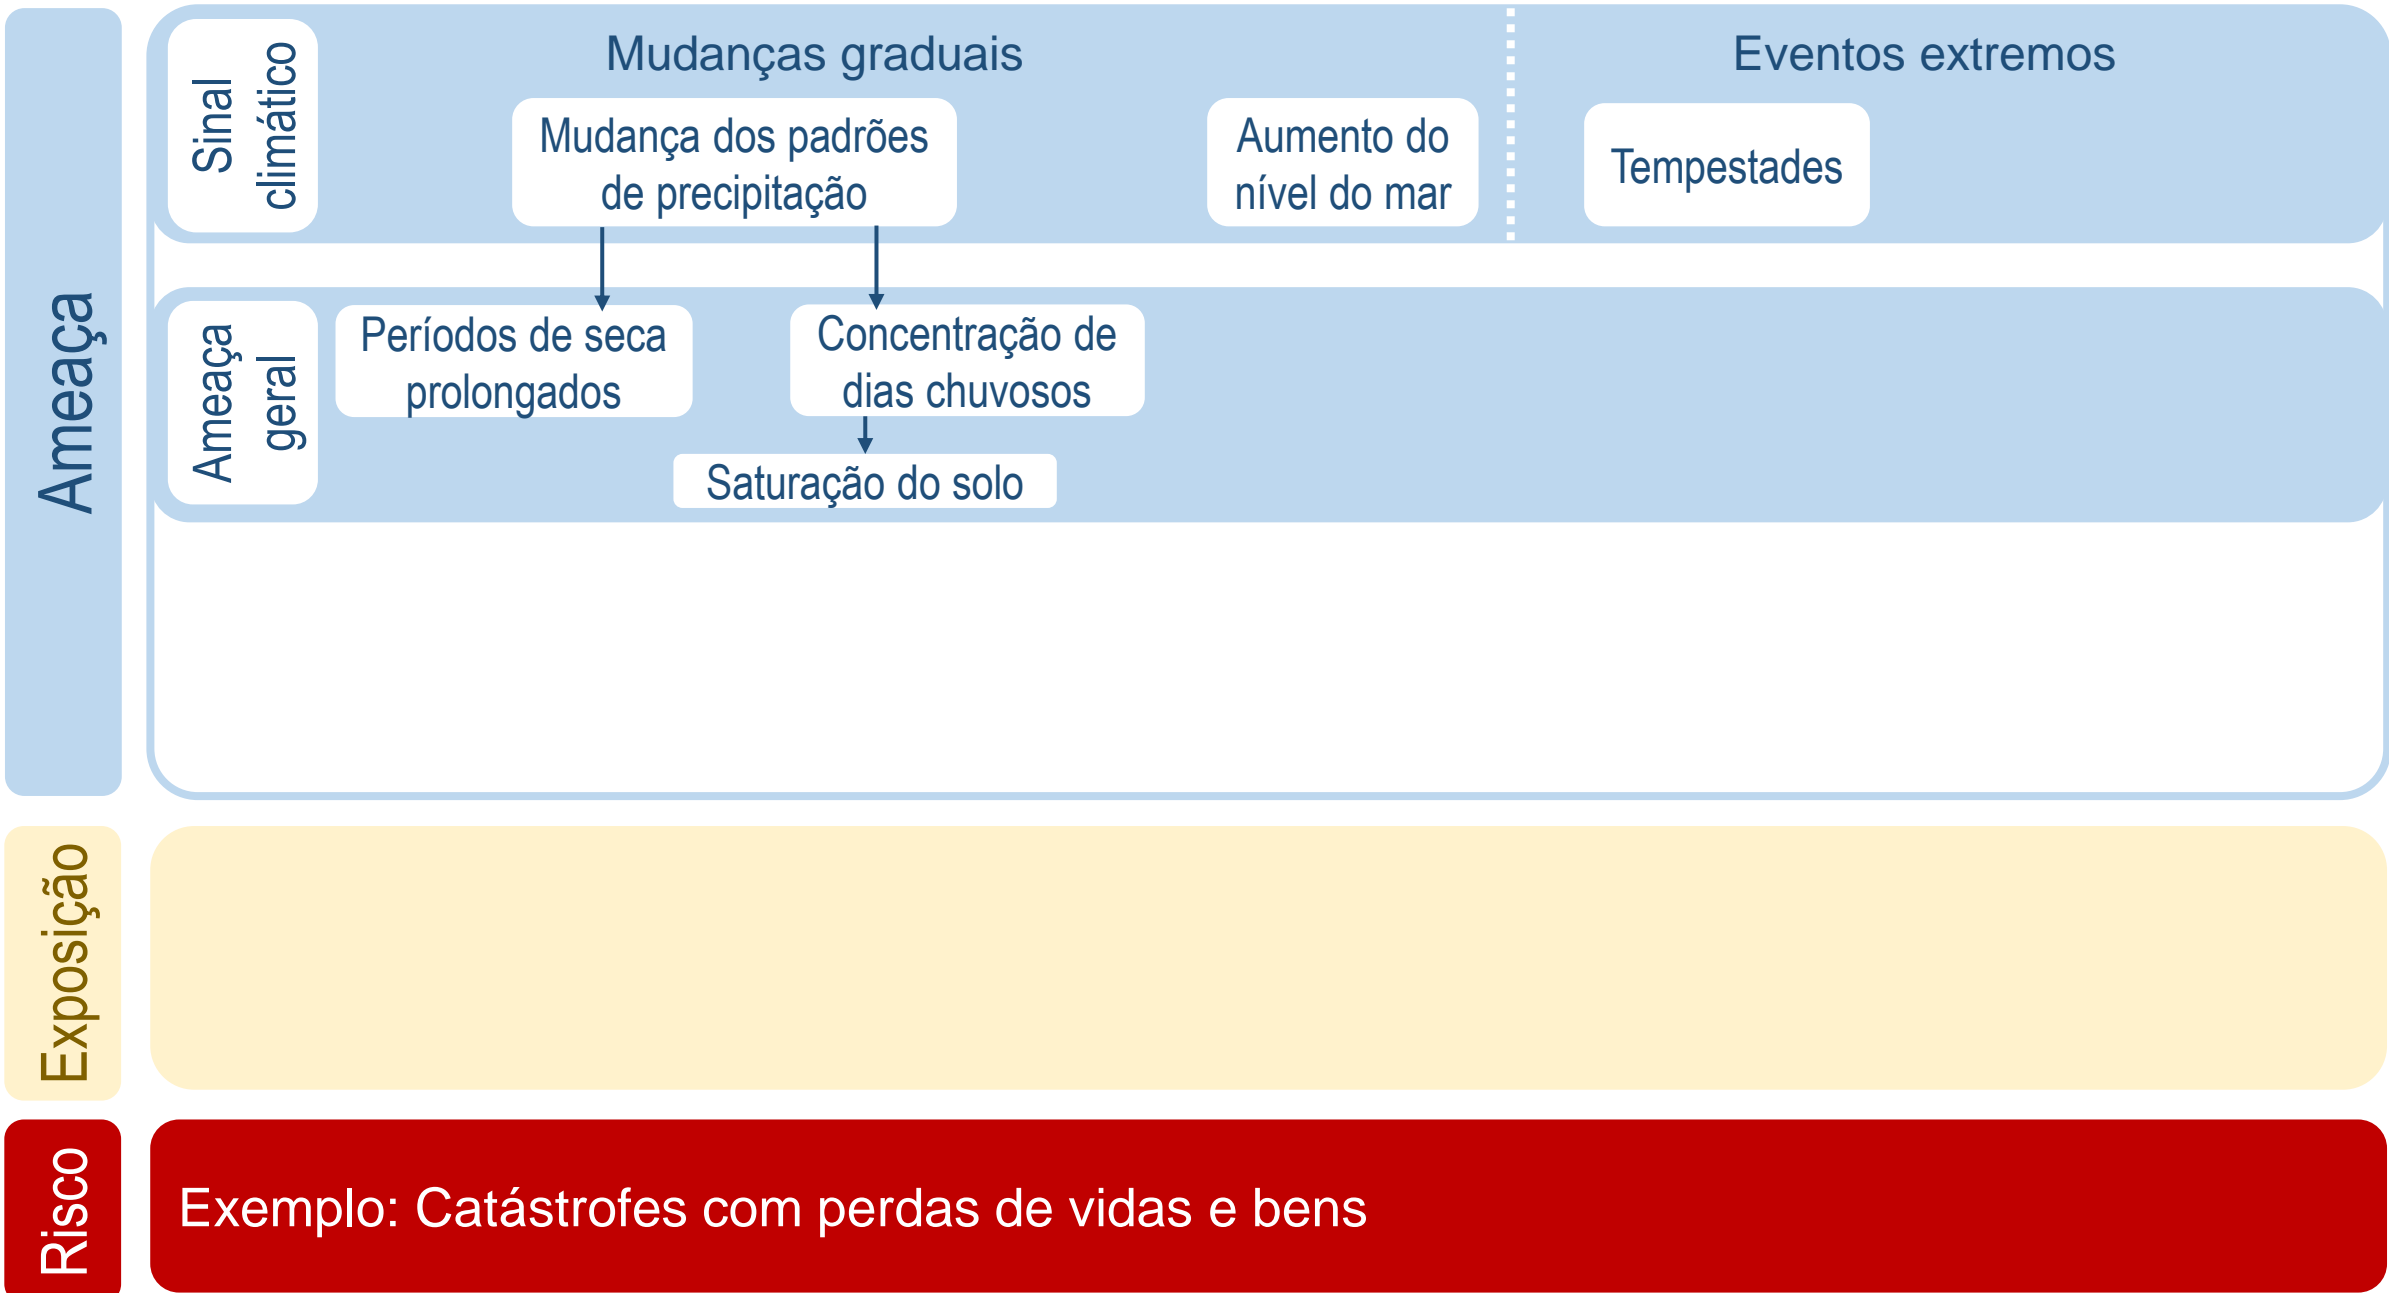 Ameaça
Sinal
climático
Mudanças graduais
Eventos extremos
Mudança dos padrões
de precipitação
Aumento do
nível do mar
Tempestades
Ameaça
geral
Períodos de seca
prolongados
Concentração de
dias chuvosos
Saturação do solo
Exposição
Risco
Exemplo: Catástrofes com perdas de vidas e bens